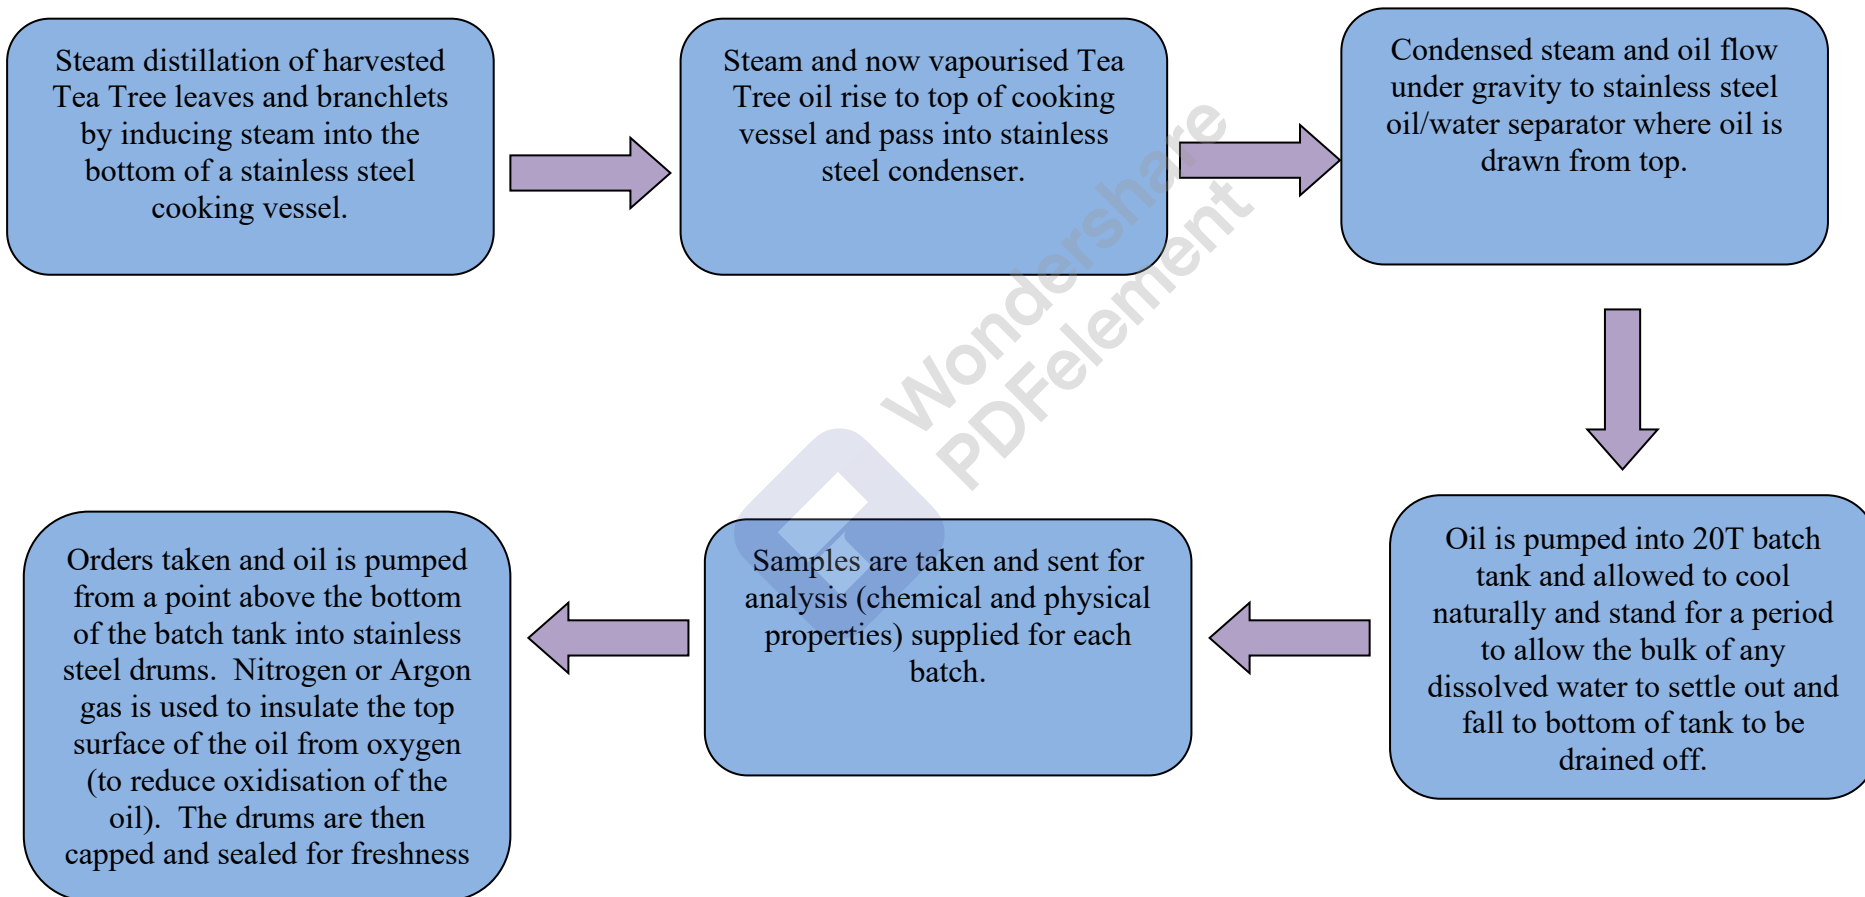 Steam distillation of harvested
Tea Tree leaves and branchlets
by inducing steam into the
bottom of a stainless steel
cooking vessel.
Steam and now vapourised Tea
Tree oil rise to top of cooking
vessel and pass into stainless
steel condenser.
Condensed steam and oil flow
under gravity to stainless steel
oil/water separator where oil is
drawn from top.
Oil is pumped into 20T batch
tank and allowed to cool
naturally and stand for a period
to allow the bulk of any
dissolved water to settle out and
fall to bottom of tank to be
drained off.
Samples are taken and sent for
analysis (chemical and physical
properties) supplied for each
batch.
Orders taken and oil is pumped
from a point above the bottom
of the batch tank into stainless
steel drums.  Nitrogen or Argon
gas is used to insulate the top
surface of the oil from oxygen
(to reduce oxidisation of the
oil).  The drums are then
capped and sealed for freshness
Wondershare
PDFelement